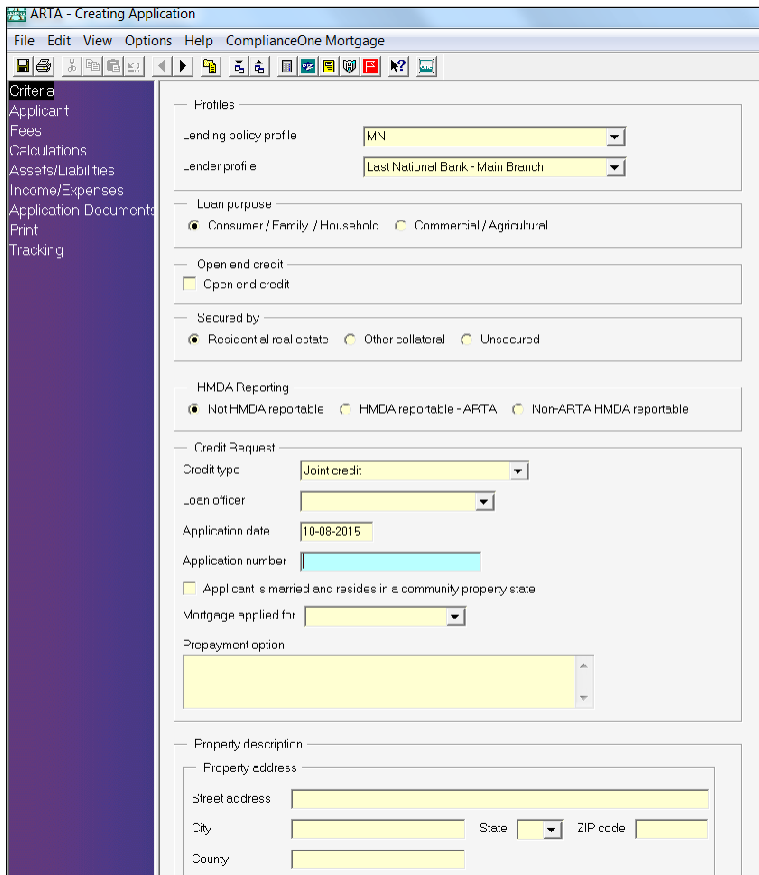 ARTA - Creating Application
File Edit View Options Help ComplianceOne Mortgage
Criteria
Applicant
Fees
Calculations
Assets/Liabilities
Income/Expenses
Application Documents
Print
Tracking
Profiles
Lending policy profile MN
Lender profile Last National Bank - Main Branch
Loan purpose
Consumer / Family / Household Commercial / Agricultural
Open end credit
Open end credit
Secured by
Residential real estate Other collateral Unsecured
HMDA Reporting
Not HMDA reportable HMDA reportable - ARTA Non-ARTA HMDA reportable
Credit Request
Credit type Joint credit
Loan officer
Application date 10-08-2015
Application number
Applicant is married and resides in a community property state
Mortgage applied for
Prepayment option
Property description
Property address
Street address
City State ZIP code
County